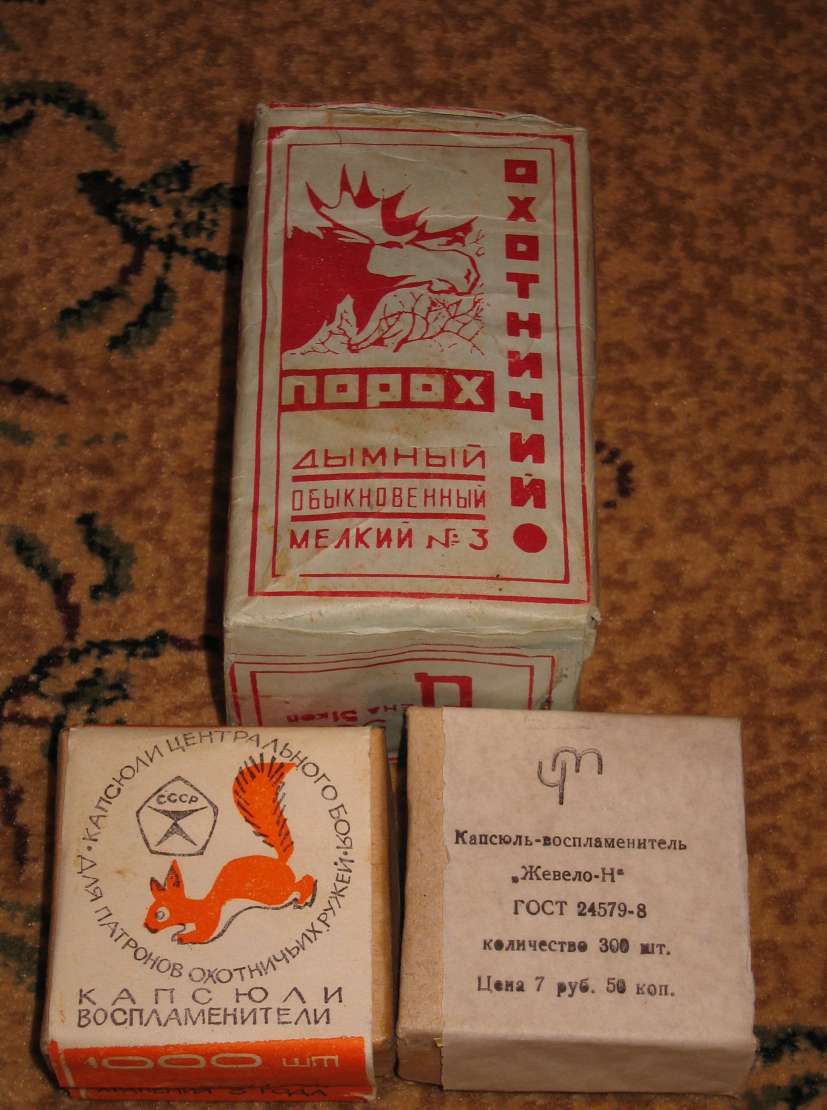 ОХОТНИЧИЙ
ПОРОХ
ДЫМНЫЙ
ОБЫКНОВЕННЫЙ
МЕЛКИЙ № 3
КАПСЮЛИ ЦЕНТРАЛЬНОГО БОЯ • ДЛЯ ПАТРОНОВ ОХОТНИЧЬИХ РУЖЕЙ •
СССР
КАПСЮЛИ
ВОСПЛАМЕНИТЕЛИ
1000 шт
Капсюль-воспламенитель
„Жевело-Н“
ГОСТ 24579-8
количество 300 шт.
Цена 7 руб. 50 коп.